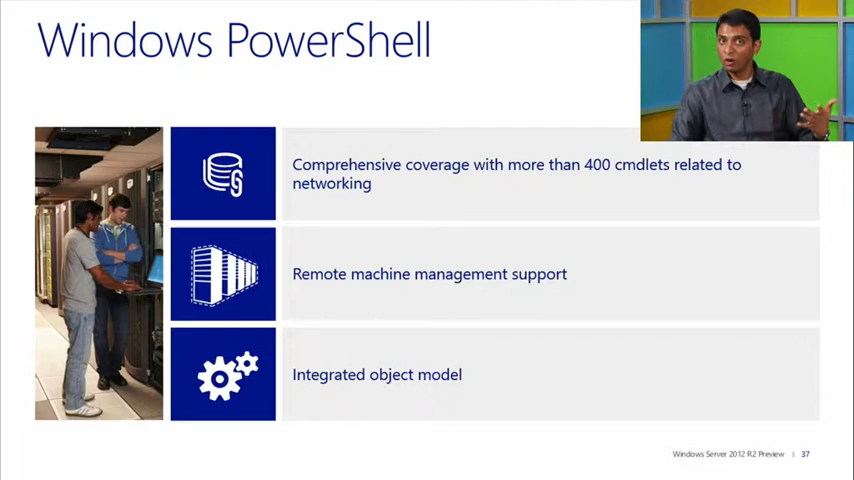 Windows PowerShell
Comprehensive coverage with more than 400 cmdlets related to
networking
Remote machine management support
Integrated object model
Windows Server 2012 R2 Preview | 37